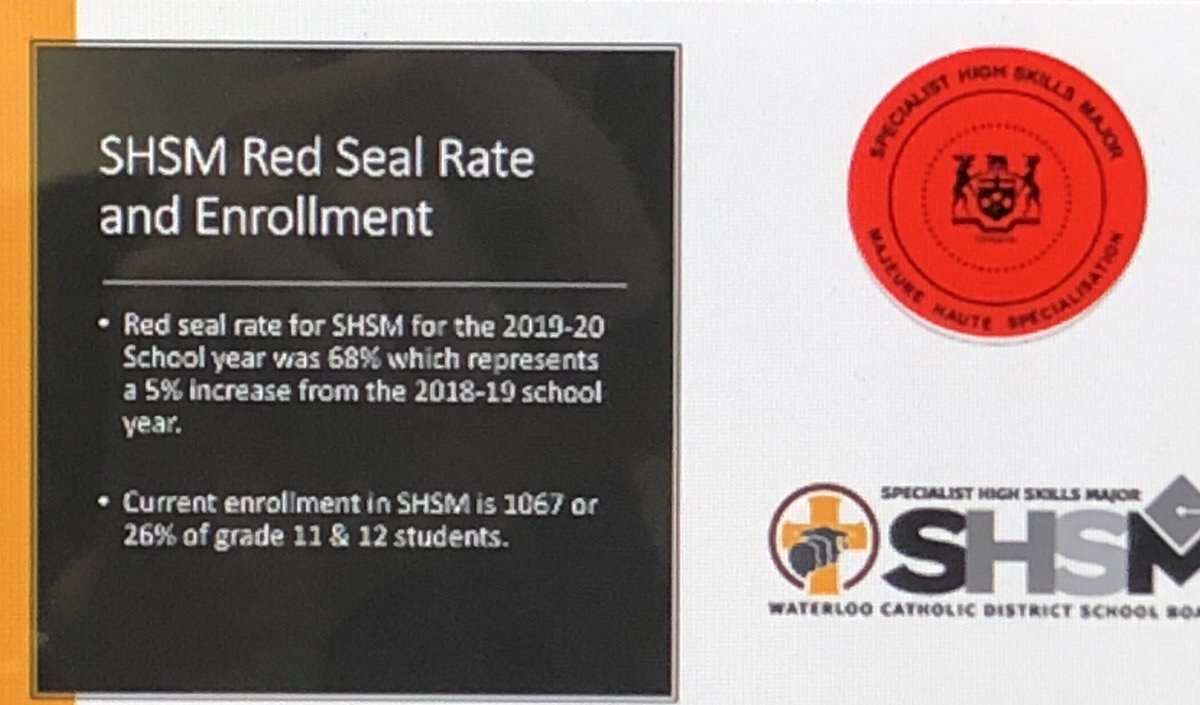 SHSM Red Seal Rate
and Enrollment
• Red seal rate for SHSM for the 2019-20
School year was 68% which represents
a 5% increase from the 2018-19 school
year.
• Current enrollment in SHSM is 1067 or
26% of grade 11 & 12 students.
SPECIALIST HIGH SKILLS MAJOR
MAJEURE HAUTE SPECIALISATION
SPECIALIST HIGH SKILLS MAJOR
SHSM
WATERLOO CATHOLIC DISTRICT SCHOOL